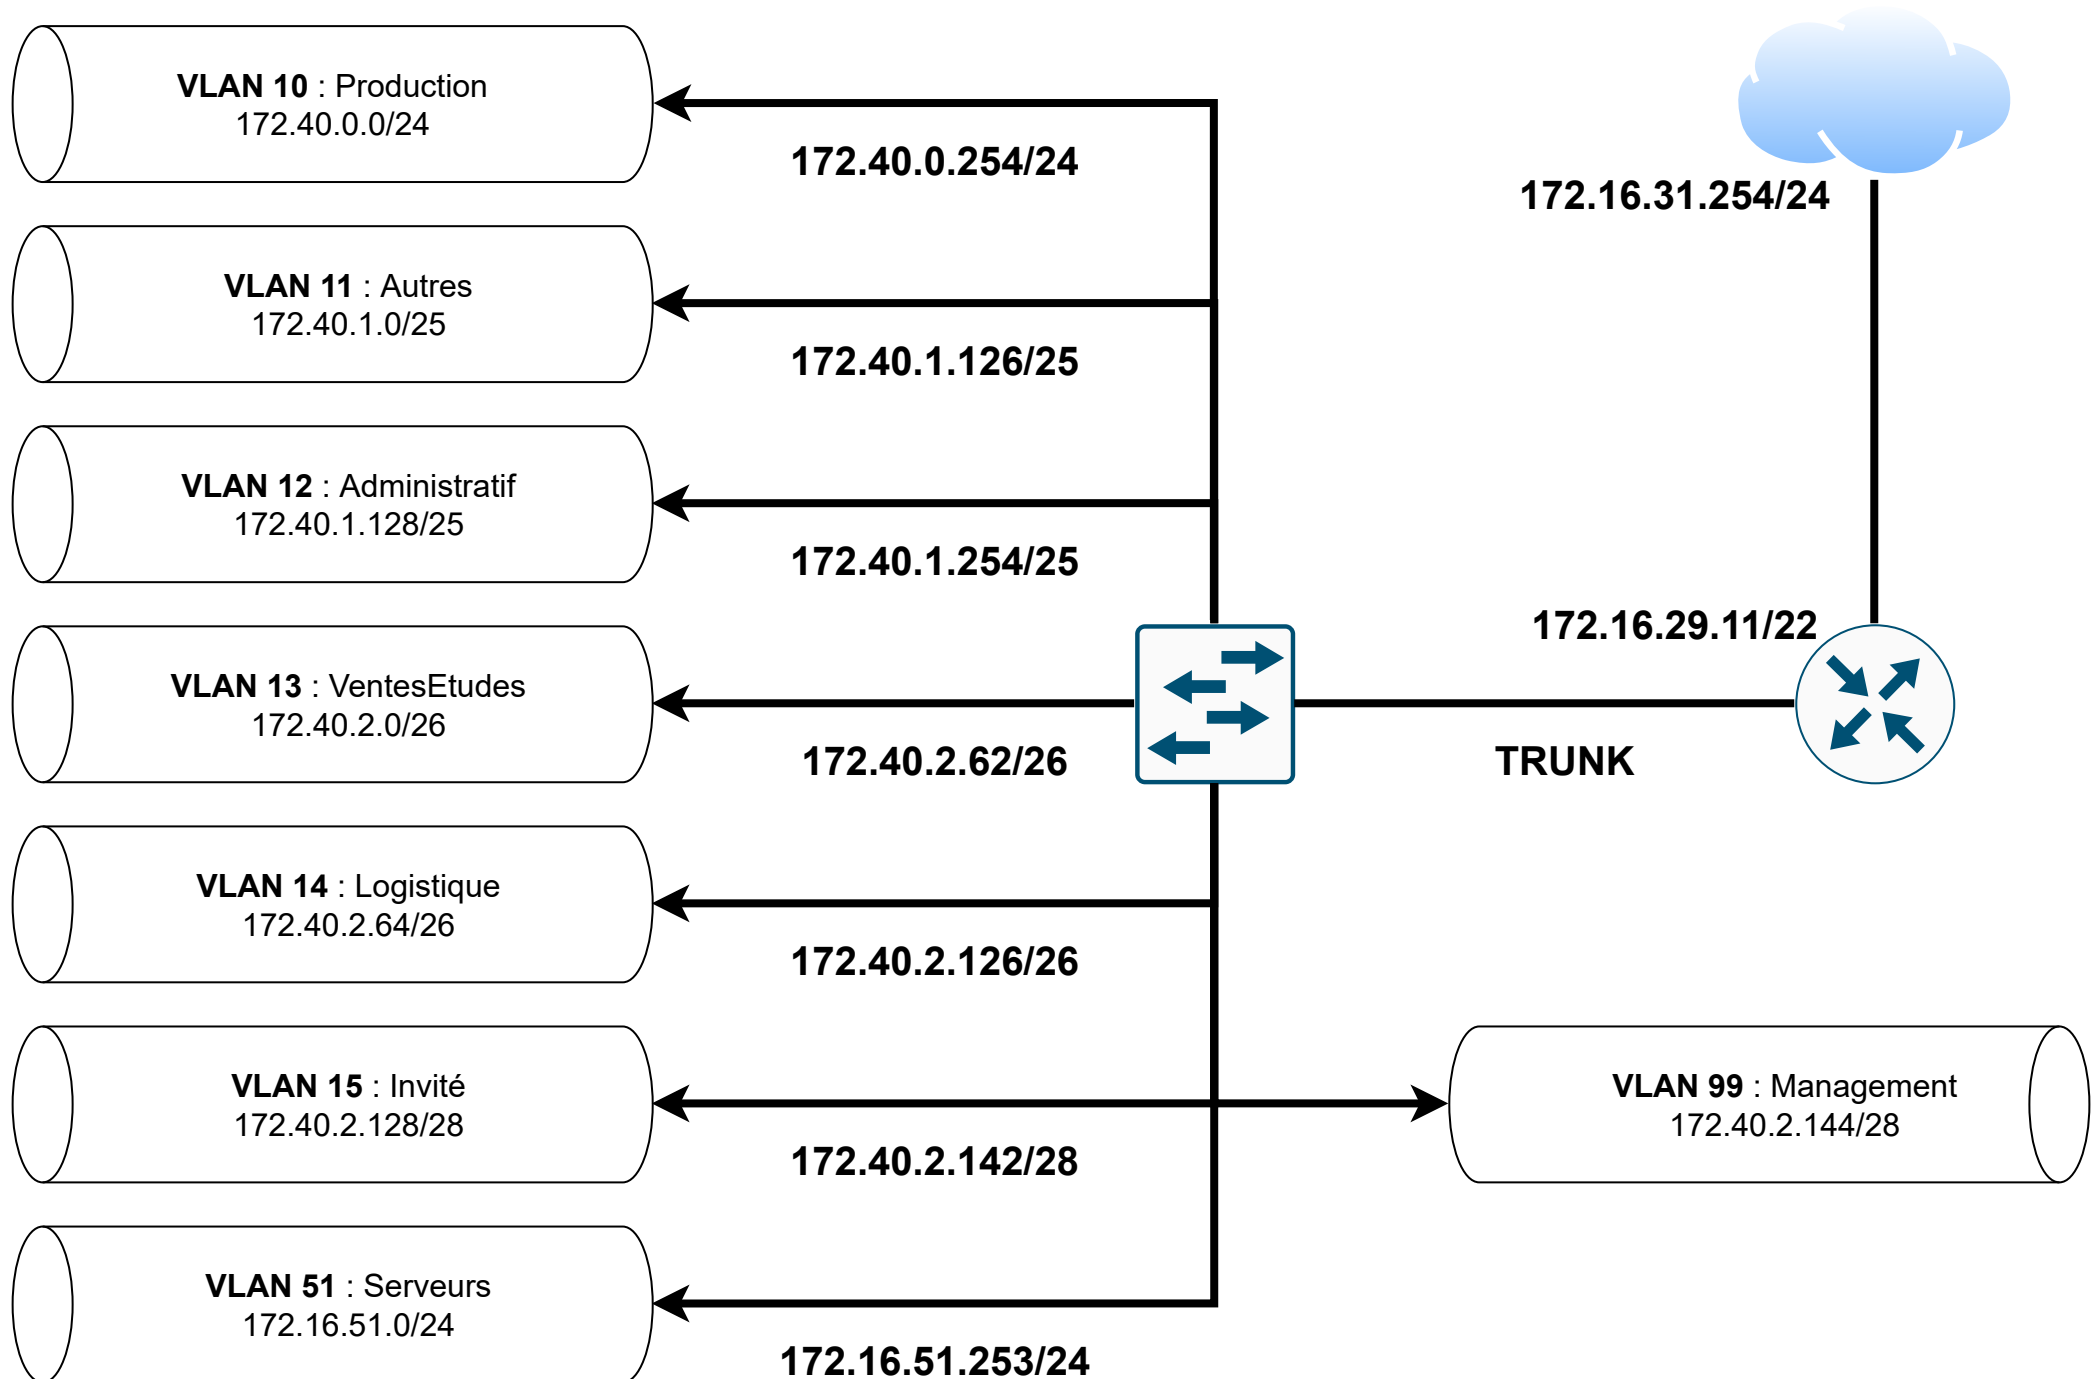 VLAN 10 : Production
172.40.0.0/24
172.40.0.254/24
172.16.31.254/24
VLAN 11 : Autres
172.40.1.0/25
172.40.1.126/25
VLAN 12 : Administratif
172.40.1.128/25
172.40.1.254/25
172.16.29.11/22
VLAN 13 : VentesEtudes
172.40.2.0/26
172.40.2.62/26
TRUNK
VLAN 14 : Logistique
172.40.2.64/26
172.40.2.126/26
VLAN 15 : Invité
172.40.2.128/28
172.40.2.142/28
VLAN 99 : Management
172.40.2.144/28
VLAN 51 : Serveurs
172.16.51.0/24
172.16.51.253/24